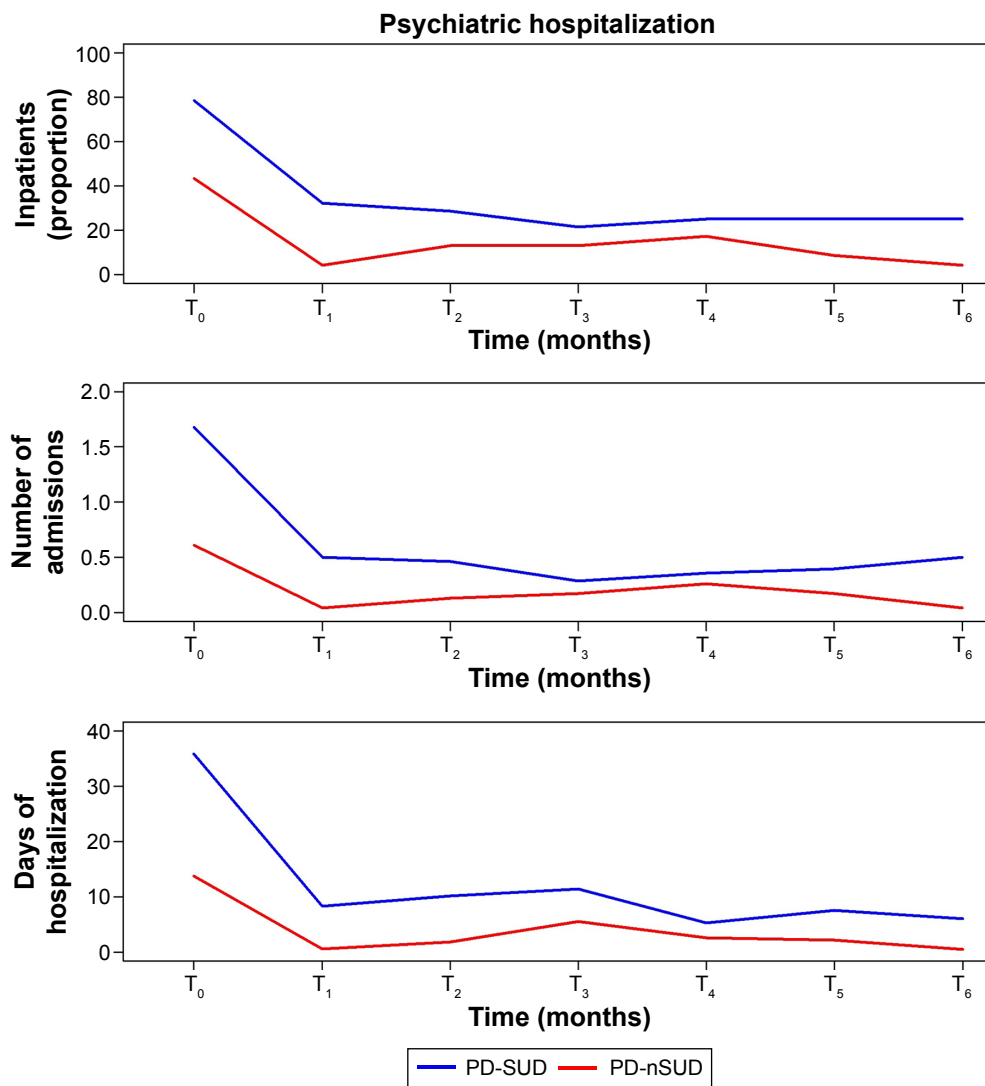 Psychiatric hospitalization
Inpatients
(proportion)
100
80
60
40
20
0
T0 T1 T2 T3 T4 T5 T6
Time (months)
Number of
admissions
2.0
1.5
1.0
0.5
0.0
T0 T1 T2 T3 T4 T5 T6
Time (months)
Days of
hospitalization
40
30
20
10
0
T0 T1 T2 T3 T4 T5 T6
Time (months)
PD-SUD PD-nSUD